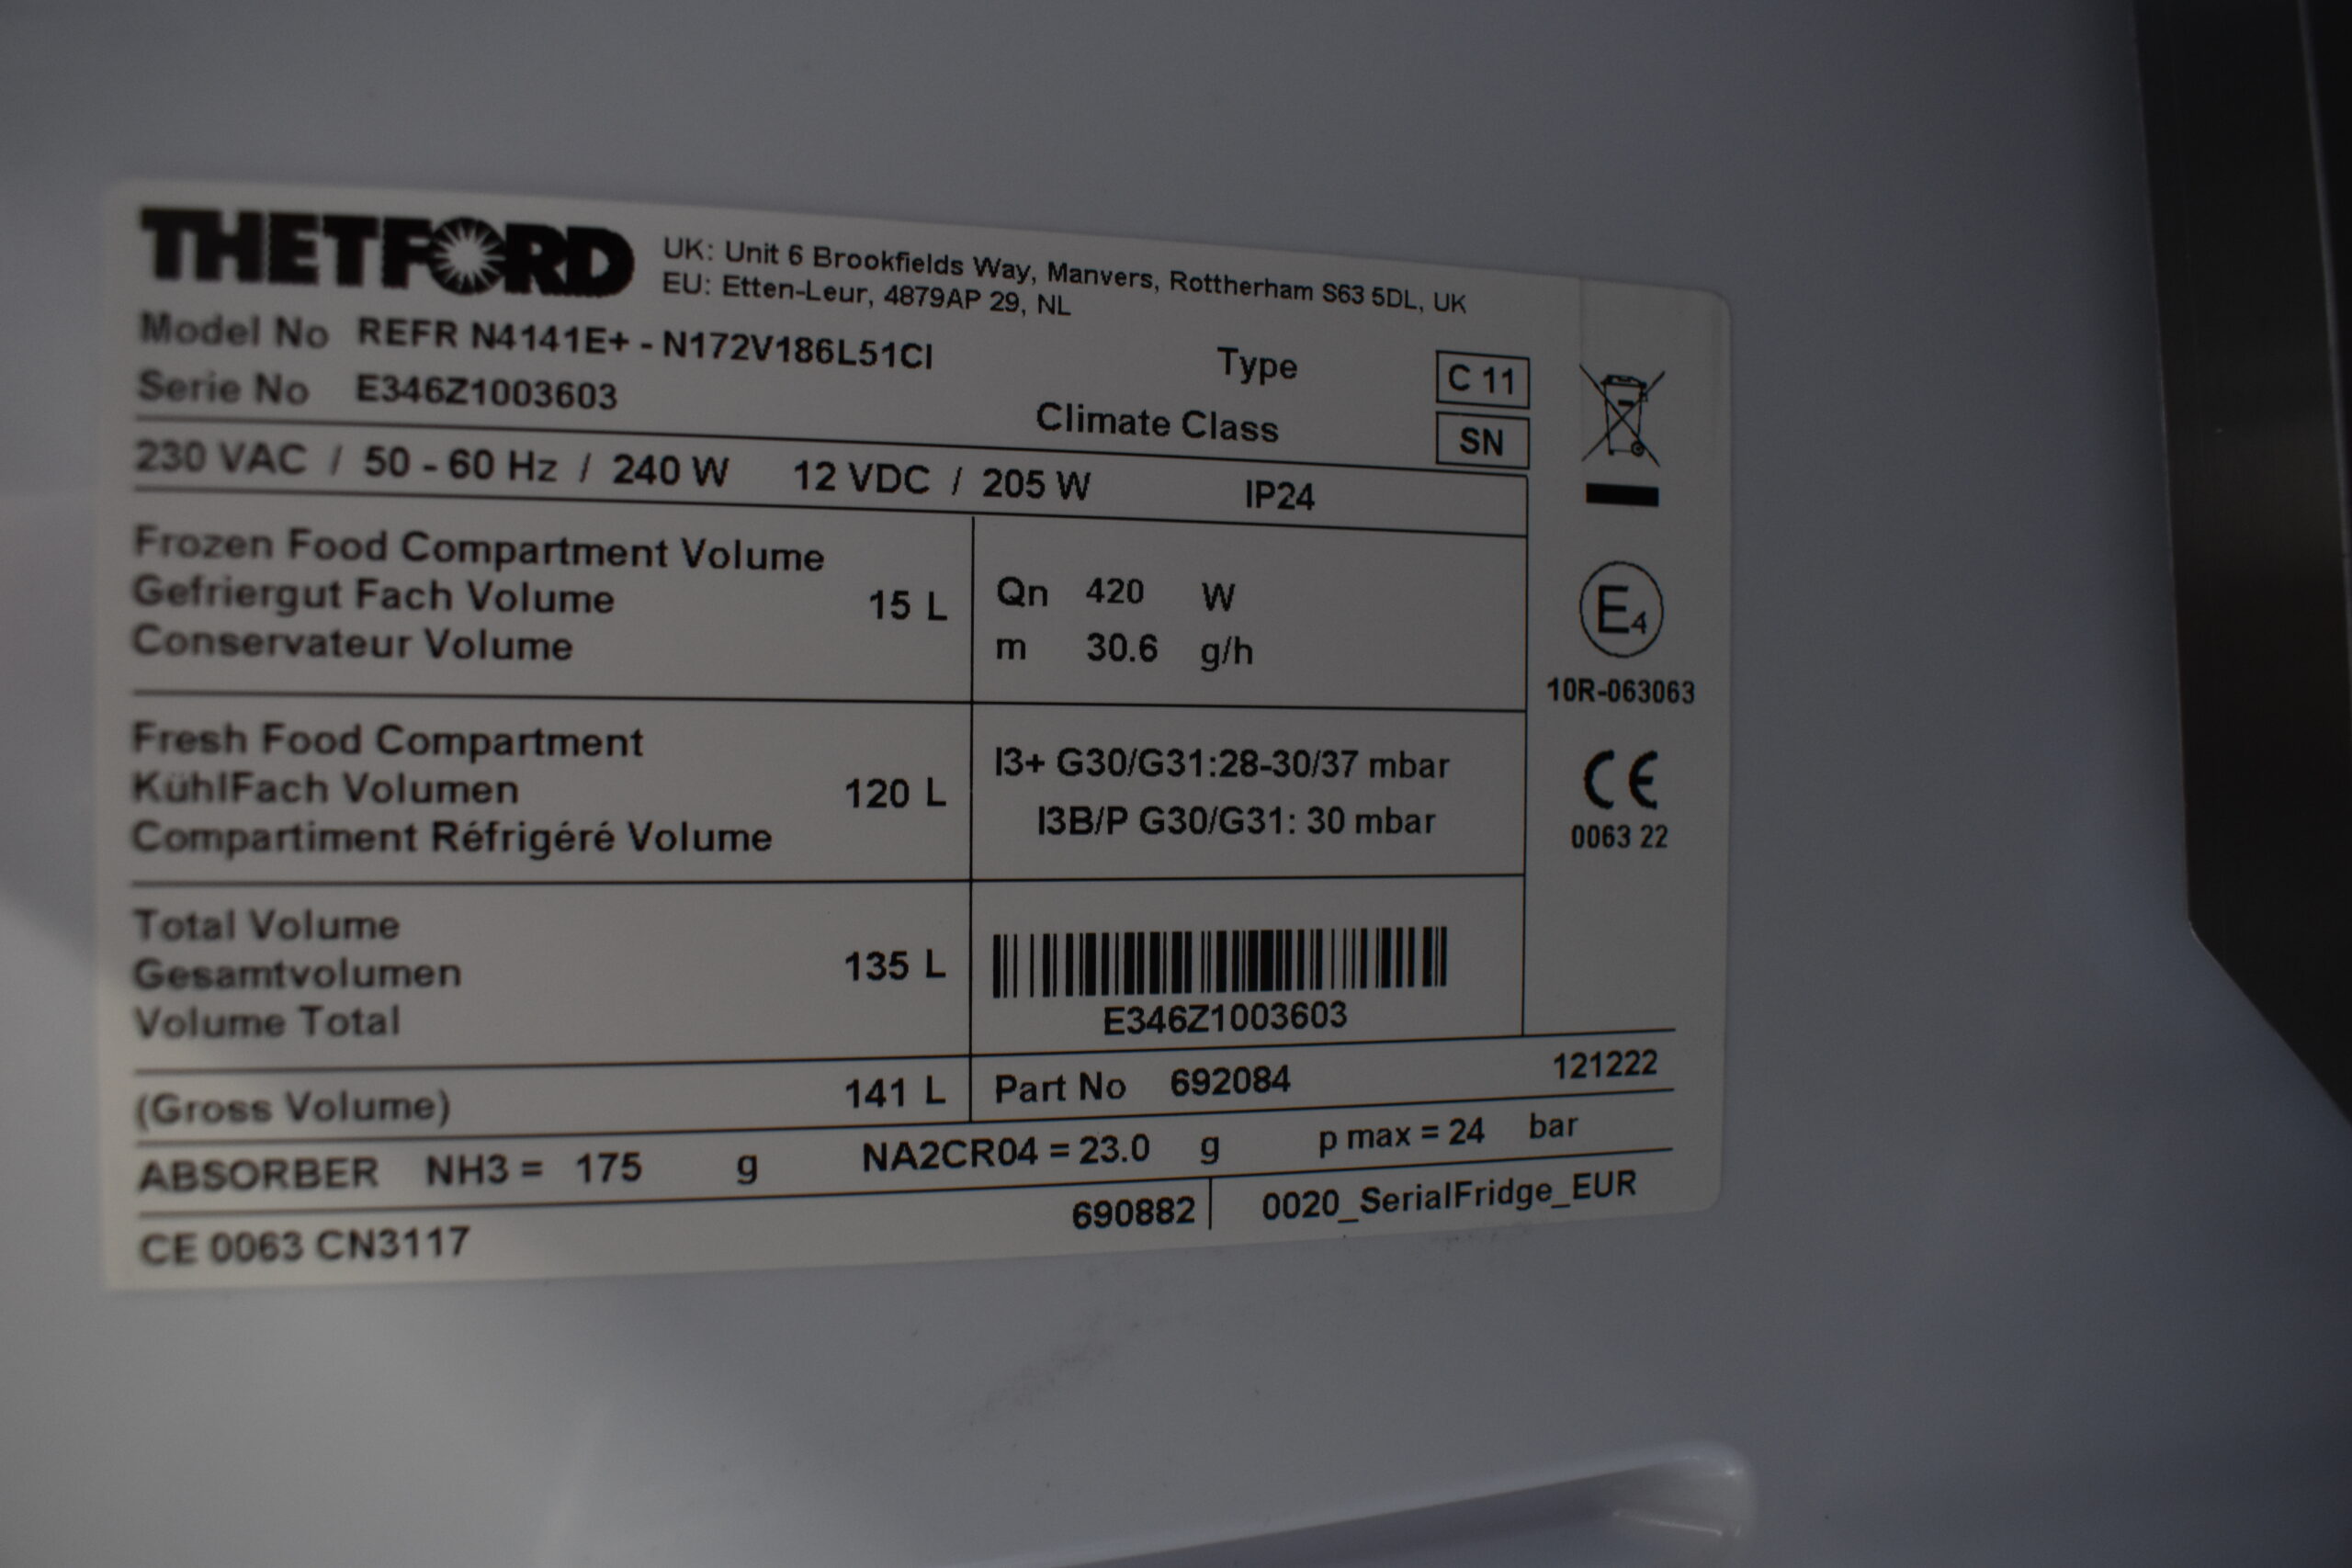 THETFORD
UK: Unit 6 Brookfields Way, Manvers, Rottherham S63 5DL, UK
EU: Etten-Leur, 4879AP 29, NL
Model No REFR N4141E+ - N172V186L51CI
Type C 11
Serie No E346Z1003603
Climate Class SN
230 VAC / 50 - 60 Hz / 240 W 12 VDC / 205 W IP24
Frozen Food Compartment Volume
Gefriergut Fach Volume 15 L
Conservateur Volume
Qn 420 W
m 30.6 g/h
E4
10R-063063
Fresh Food Compartment
KühlFach Volumen 120 L
Compartiment Réfrigéré Volume
I3+ G30/G31:28-30/37 mbar
I3B/P G30/G31: 30 mbar
CE
0063 22
Total Volume
Gesamtvolumen 135 L
Volume Total
E346Z1003603
(Gross Volume) 141 L
Part No 692084 121222
ABSORBER NH3 = 175 g NA2CR04 = 23.0 g p max = 24 bar
CE 0063 CN3117 690882 0020_SerialFridge_EUR